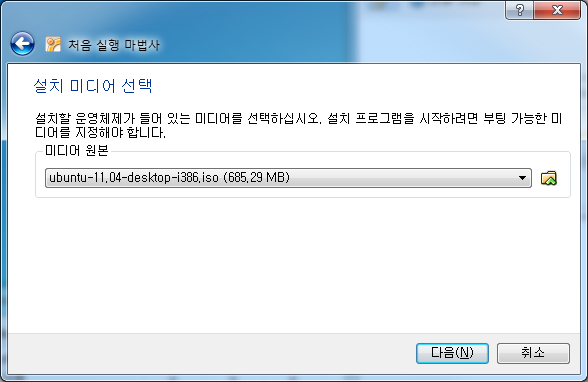 처음 실행 마법사
설치 미디어 선택
설치할 운영체제가 들어 있는 미디어를 선택하십시오. 설치 프로그램을 시작하려면 부팅 가능한 미
디어를 지정해야 합니다.
미디어 원본
ubuntu-11.04-desktop-i386.iso (685.29 MB)
다음(N)
취소